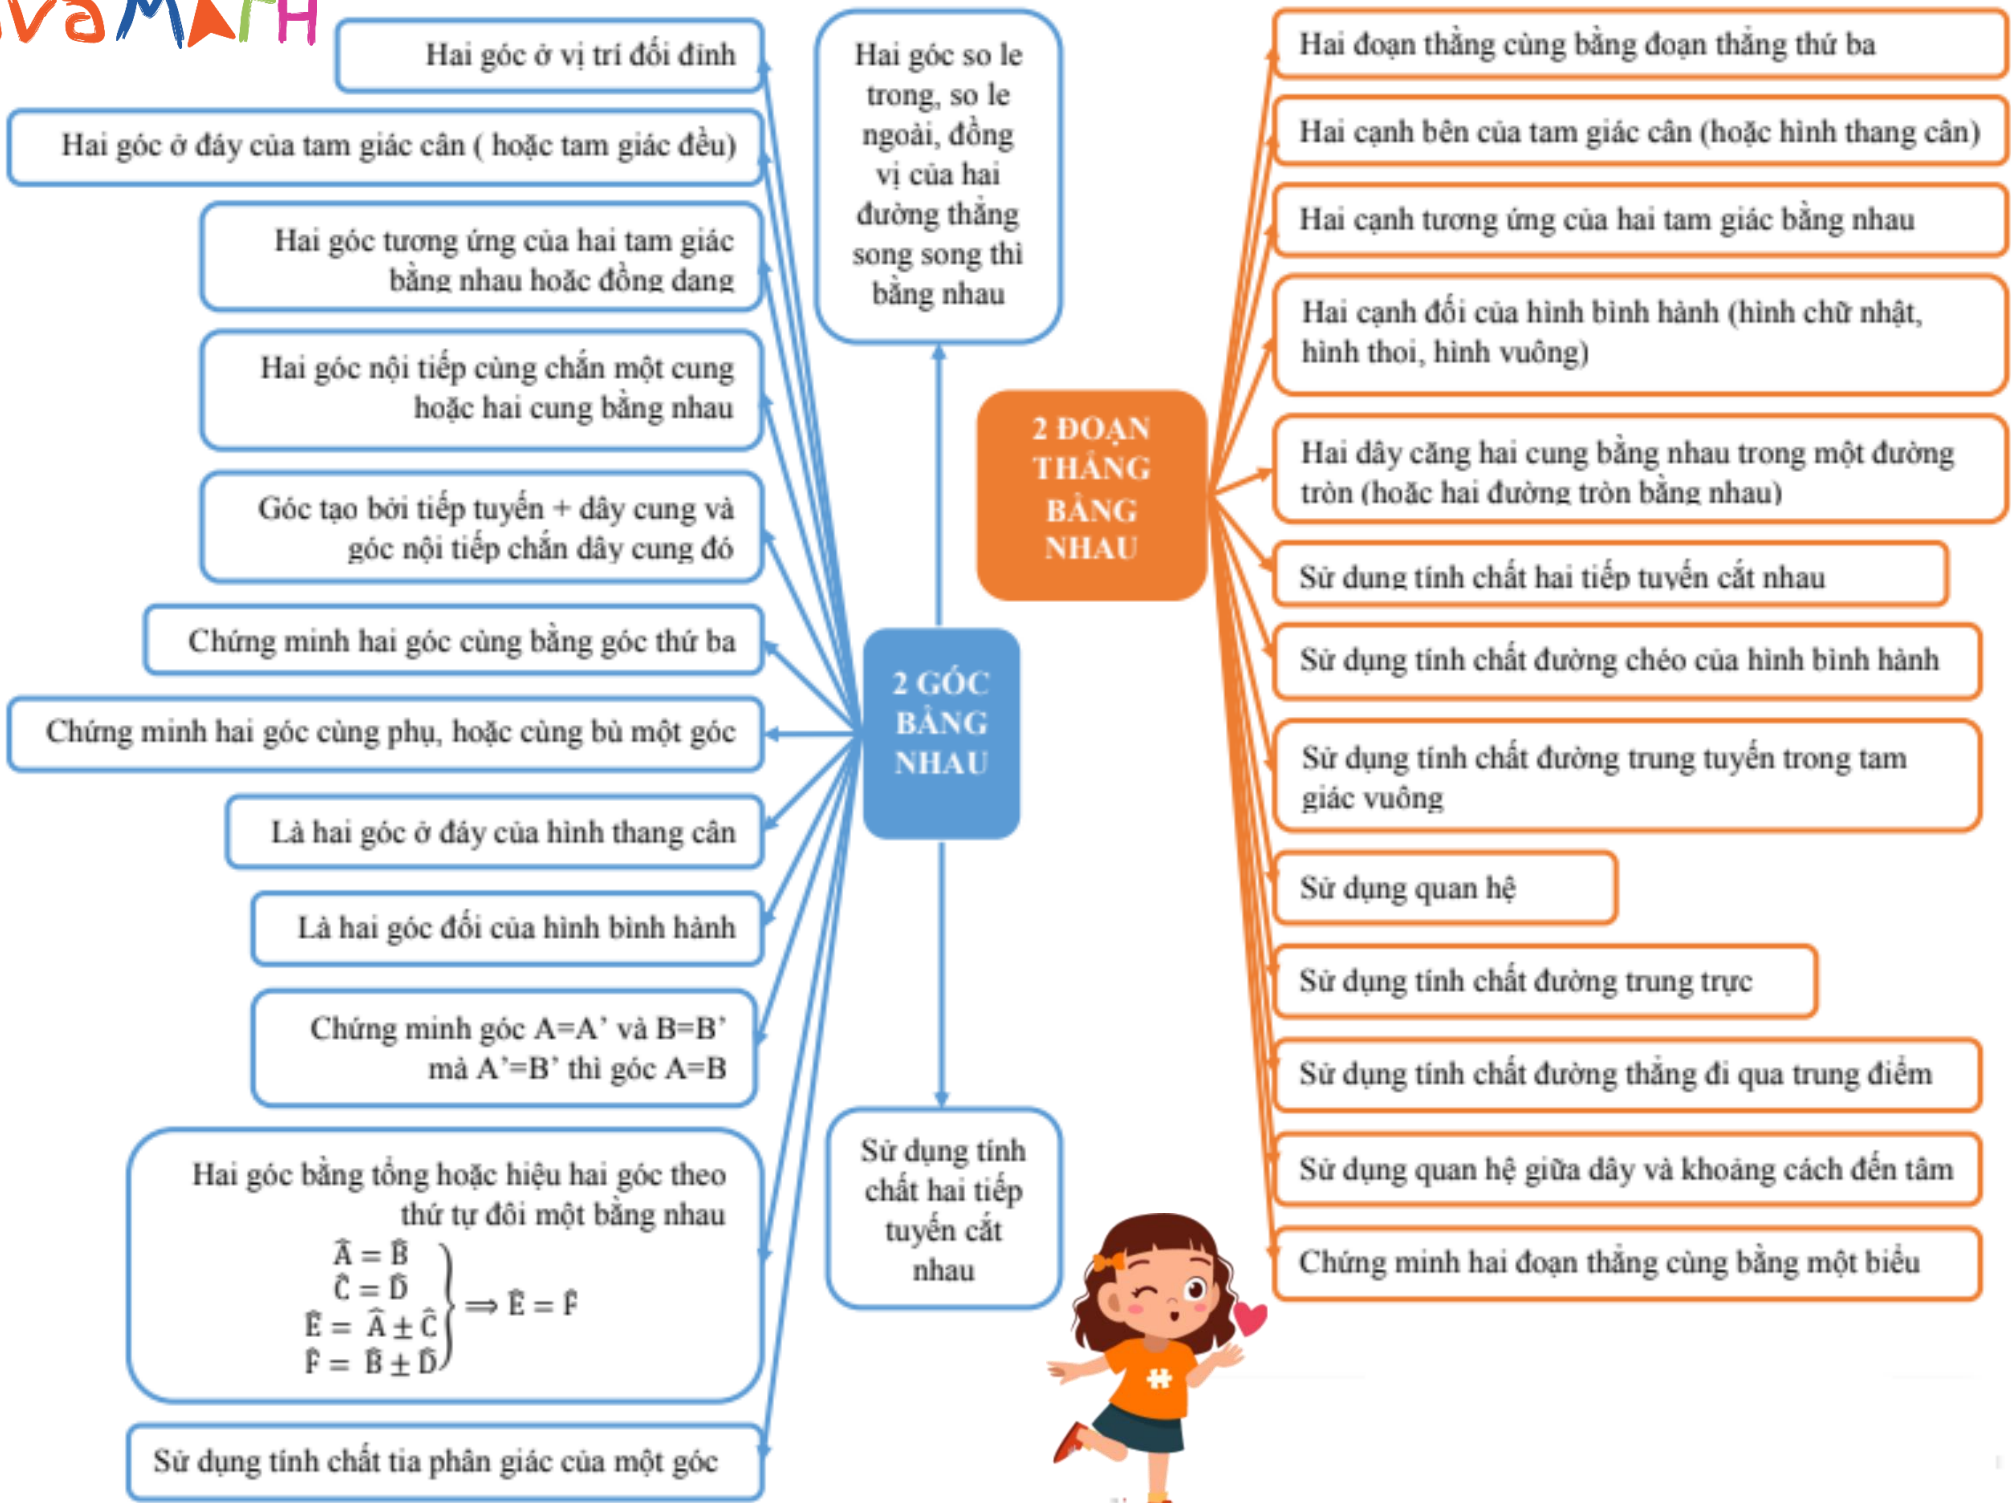 Hai góc ở vị trí đối đỉnh
Hai góc ở đáy của tam giác cân ( hoặc tam giác đều)
Hai góc tương ứng của hai tam giác
bằng nhau hoặc đồng dạng
Hai góc nội tiếp cùng chắn một cung
hoặc hai cung bằng nhau
Góc tạo bởi tiếp tuyến + dây cung và
góc nội tiếp chắn dây cung đó
Chứng minh hai góc cùng bằng góc thứ ba
Chứng minh hai góc cùng phụ, hoặc cùng bù một góc
Là hai góc ở đáy của hình thang cân
Là hai góc đối của hình bình hành
Chứng minh góc A=A’ và B=B’
mà A’=B’ thì góc A=B
Hai góc bằng tổng hoặc hiệu hai góc theo
thứ tự đôi một bằng nhau
Â = B̂
Ĉ = D̂
Ê = Â ± Ĉ
F̂ = B̂ ± D̂
⟹ Ê = F̂
Sử dụng tính chất tia phân giác của một góc
Hai góc so le
trong, so le
ngoài, đồng
vị của hai
đường thẳng
song song thì
bằng nhau
2 GÓC
BẰNG
NHAU
Sử dụng tính
chất hai tiếp
tuyến cắt
nhau
2 ĐOẠN
THẲNG
BẰNG
NHAU
Hai đoạn thẳng cùng bằng đoạn thẳng thứ ba
Hai cạnh bên của tam giác cân (hoặc hình thang cân)
Hai cạnh tương ứng của hai tam giác bằng nhau
Hai cạnh đối của hình bình hành (hình chữ nhật,
hình thoi, hình vuông)
Hai dây căng hai cung bằng nhau trong một đường
tròn (hoặc hai đường tròn bằng nhau)
Sử dụng tính chất hai tiếp tuyến cắt nhau
Sử dụng tính chất đường chéo của hình bình hành
Sử dụng tính chất đường trung tuyến trong tam
giác vuông
Sử dụng quan hệ
Sử dụng tính chất đường trung trực
Sử dụng tính chất đường thẳng đi qua trung điểm
Sử dụng quan hệ giữa dây và khoảng cách đến tâm
Chứng minh hai đoạn thẳng cùng bằng một biểu